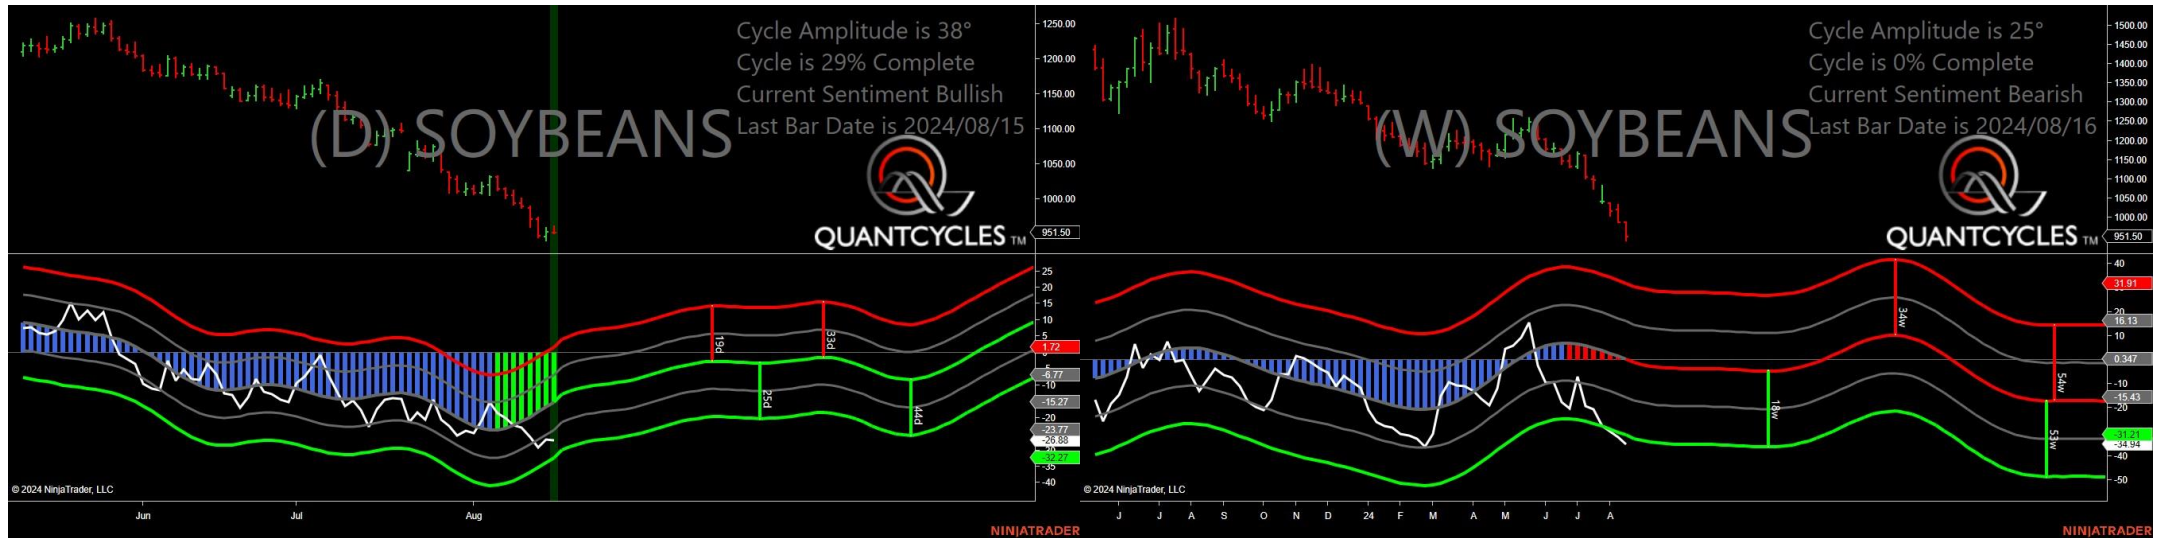 Cycle Amplitude is 38°
Cycle is 29% Complete
Current Sentiment Bullish
Last Bar Date is 2024/08/15
(D) SOYBEANS
QUANTCYCLES TM
1250.00
1200.00
1150.00
1100.00
1050.00
1000.00
951.50
25
20
15
10
5
1.72
-6.77
-10
-15.27
-20
-23.77
-26.88
-32.27
-35
-40
19d
33d
25d
44d
© 2024 NinjaTrader, LLC
Jun
Jul
Aug
NINJATRADER
Cycle Amplitude is 25°
Cycle is 0% Complete
Current Sentiment Bearish
Last Bar Date is 2024/08/16
(W) SOYBEANS
QUANTCYCLES TM
1500.00
1450.00
1400.00
1350.00
1300.00
1250.00
1200.00
1150.00
1100.00
1050.00
1000.00
951.50
40
31.91
20
16.13
0.347
-10
-15.43
-20
-31.21
-34.94
-40
-50
34w
54w
18w
53w
© 2024 NinjaTrader, LLC
J J A S O N D 24 F M A M J J A
NINJATRADER